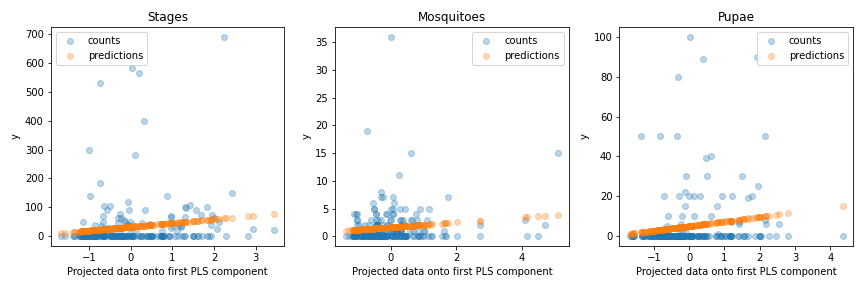 Stages
700
600
500
400
300
200
100
0
y
counts
predictions
−1
0
1
2
3
Projected data onto first PLS component
Mosquitoes
35
30
25
20
15
10
5
0
y
counts
predictions
0
2
4
Projected data onto first PLS component
Pupae
100
80
60
40
20
0
y
counts
predictions
−1
0
1
2
3
4
Projected data onto first PLS component